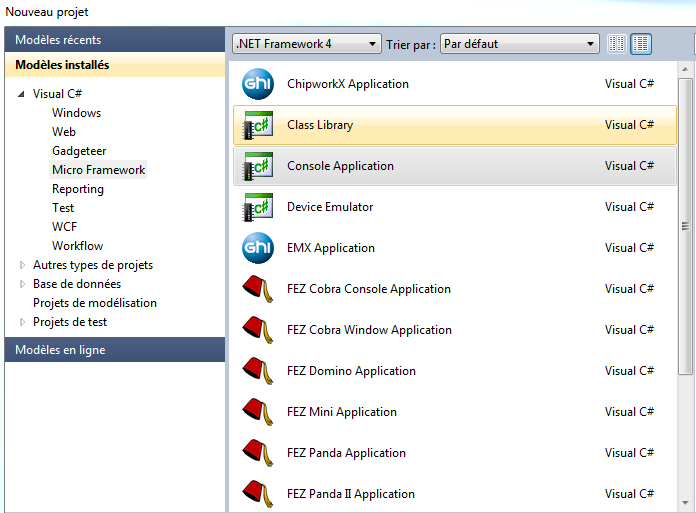 Nouveau projet
Modèles récents
Modèles installés
Visual C#
Windows
Web
Gadgeteer
Micro Framework
Reporting
Test
WCF
Workflow
Autres types de projets
Base de données
Projets de modélisation
Projets de test
Modèles en ligne
.NET Framework 4 Trier par : Par défaut
GHI ChipworkX Application Visual C#
C# Class Library Visual C#
C# Console Application Visual C#
C# Device Emulator Visual C#
GHI EMX Application Visual C#
FEZ Cobra Console Application Visual C#
FEZ Cobra Window Application Visual C#
FEZ Domino Application Visual C#
FEZ Mini Application Visual C#
FEZ Panda Application Visual C#
FEZ Panda II Application Visual C#